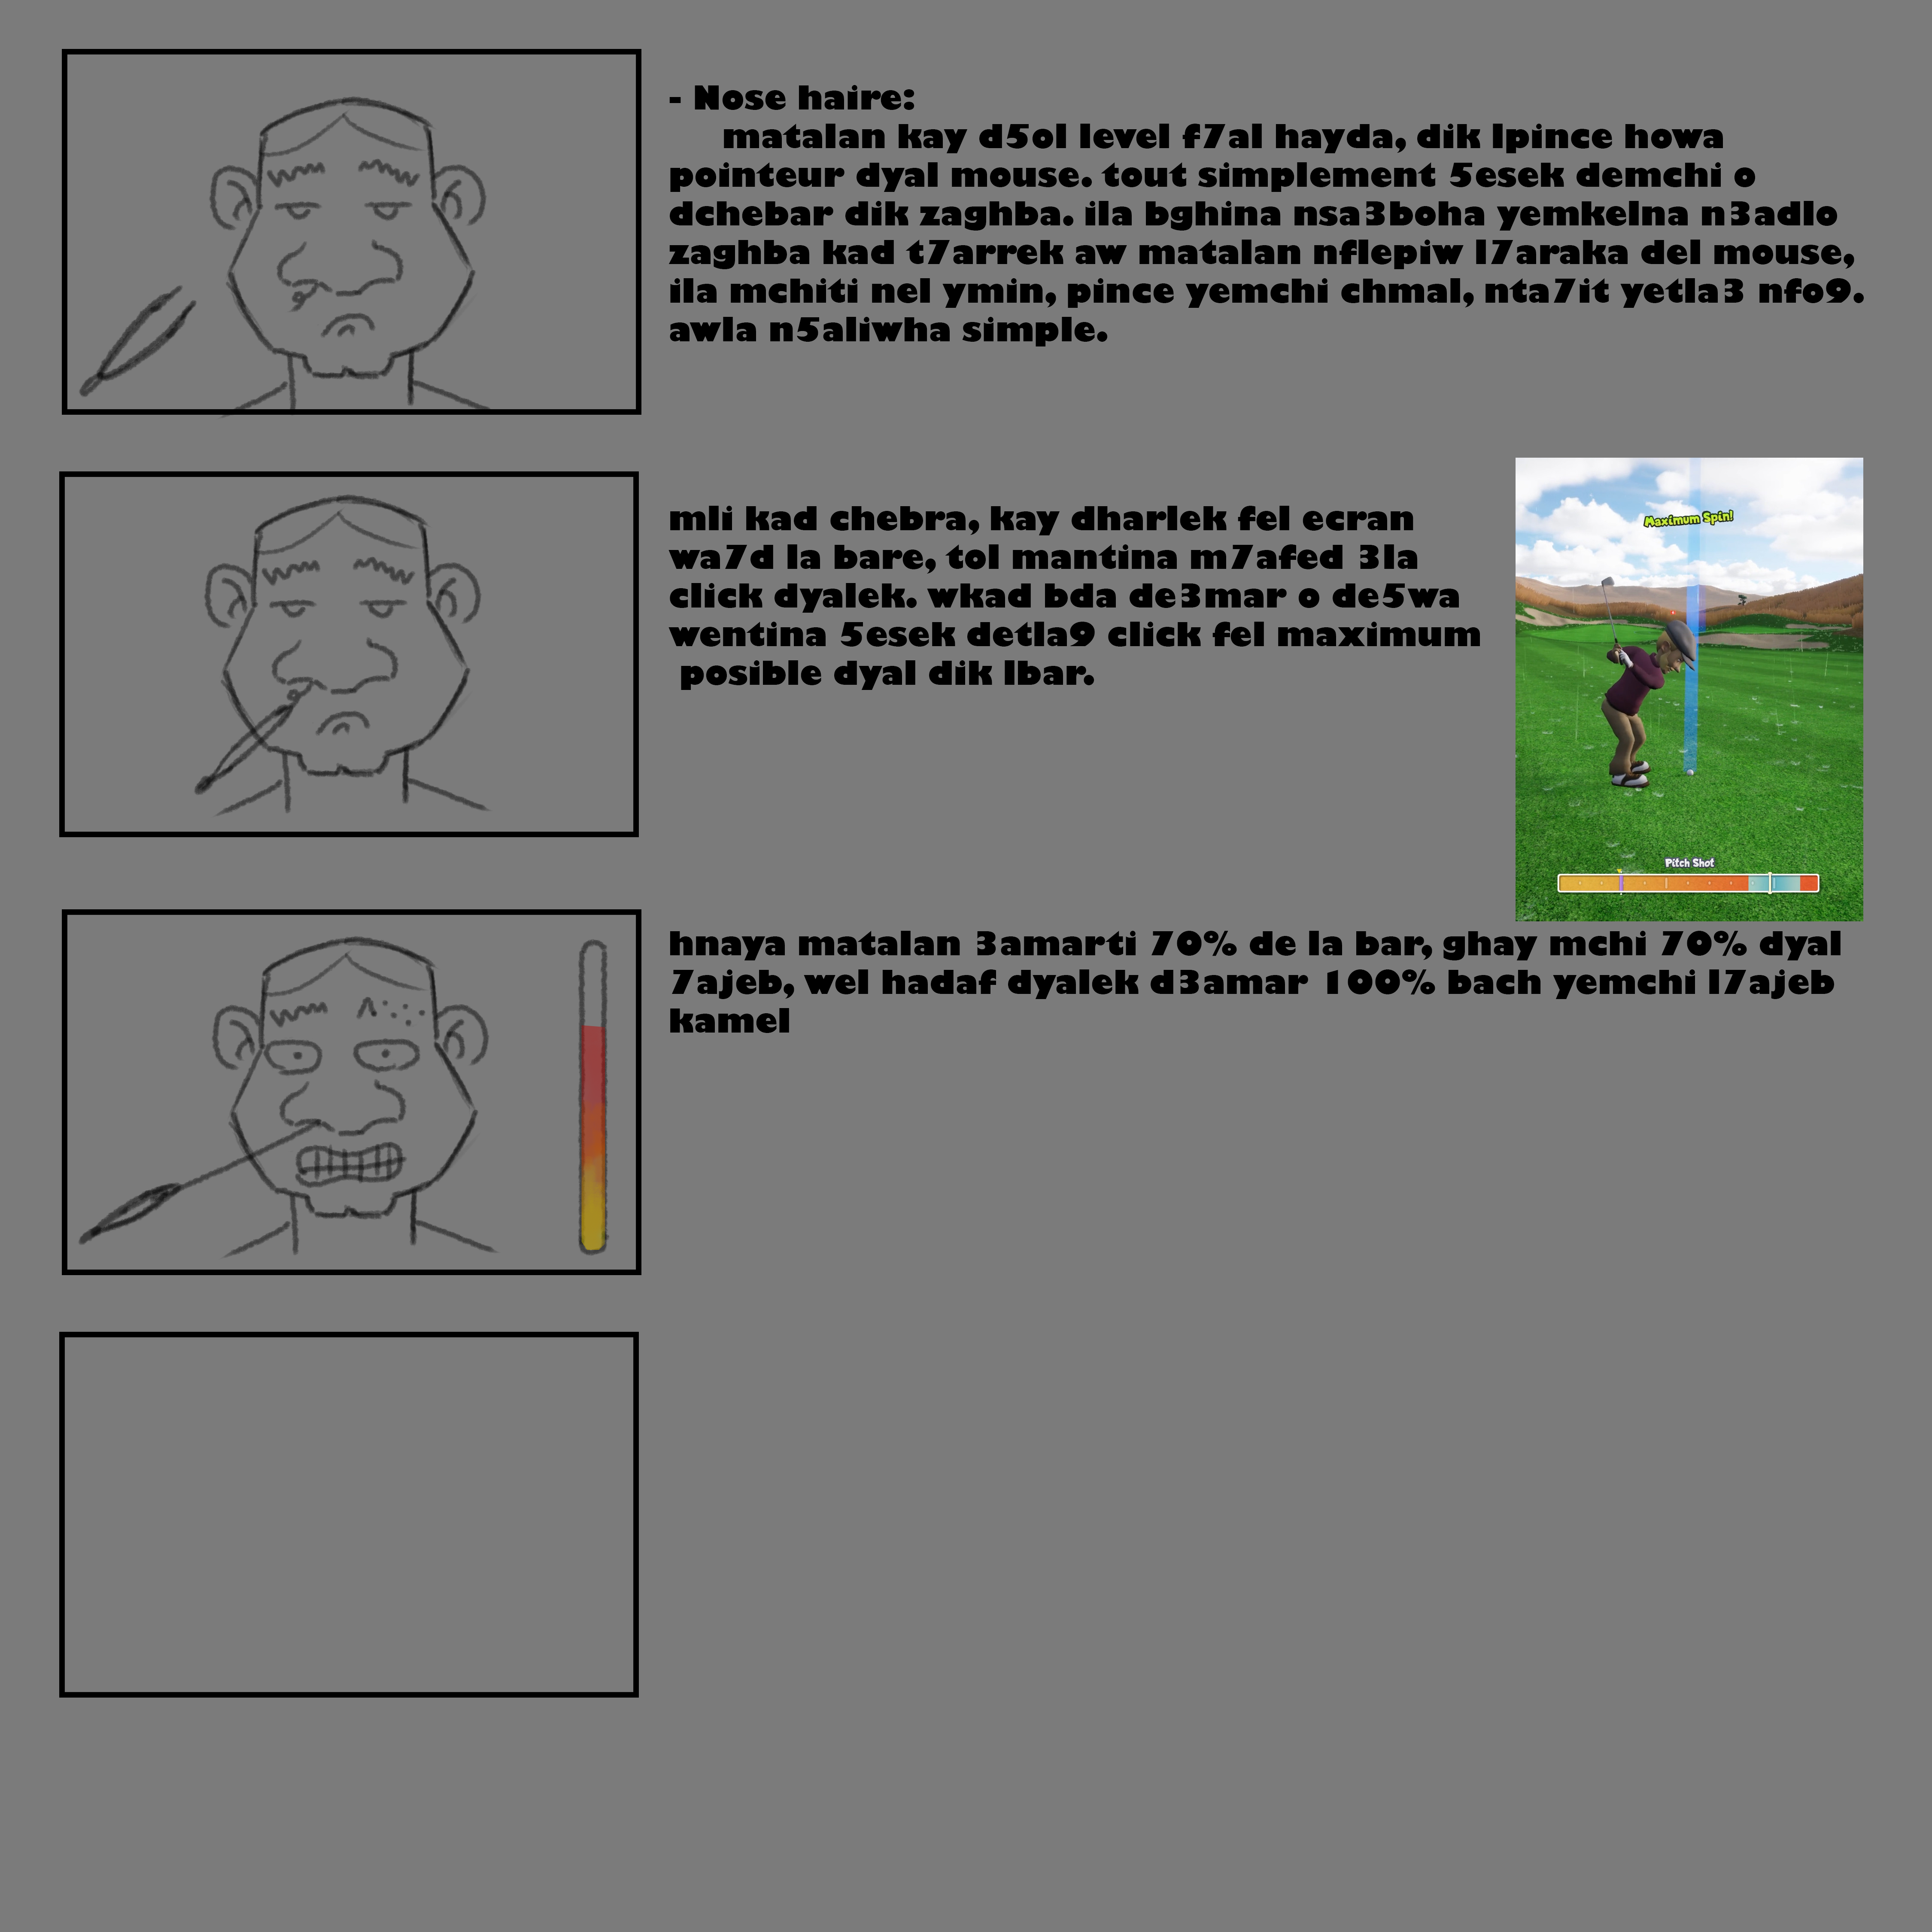 - Nose haire:
matalan kay d5ol level f7al hayda, dik lpince howa
pointeur dyal mouse. tout simplement 5esek demchi o
dchebar dik zaghba. ila bghina nsa3boha yemkelna n3adlo
zaghba kad t7arrek aw matalan nflepiw l7araka del mouse,
ila mchiti nel ymin, pince yemchi chmal, nta7it yetla3 nfo9.
awla n5aliwha simple.
mli kad chebra, kay dharlek fel ecran
wa7d la bare, tol mantina m7afed 3la
click dyalek. wkad bda de3mar o de5wa
wentina 5esek detla9 click fel maximum
posible dyal dik lbar.
Maximum Spin!
Pitch Shot
hnaya matalan 3amarti 70% de la bar, ghay mchi 70% dyal
7ajeb, wel hadaf dyalek d3amar 100% bach yemchi l7ajeb
kamel